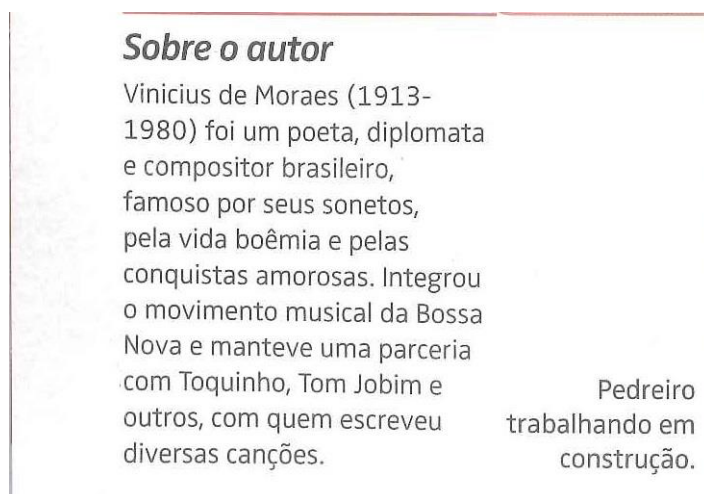 Sobre o autor
Vinicius de Moraes (1913-
1980) foi um poeta, diplomata
e compositor brasileiro,
famoso por seus sonetos,
pela vida boêmia e pelas
conquistas amorosas. Integrou
o movimento musical da Bossa
Nova e manteve uma parceria
com Toquinho, Tom Jobim e
outros, com quem escreveu
diversas canções.
Pedreiro
trabalhando em
construção.